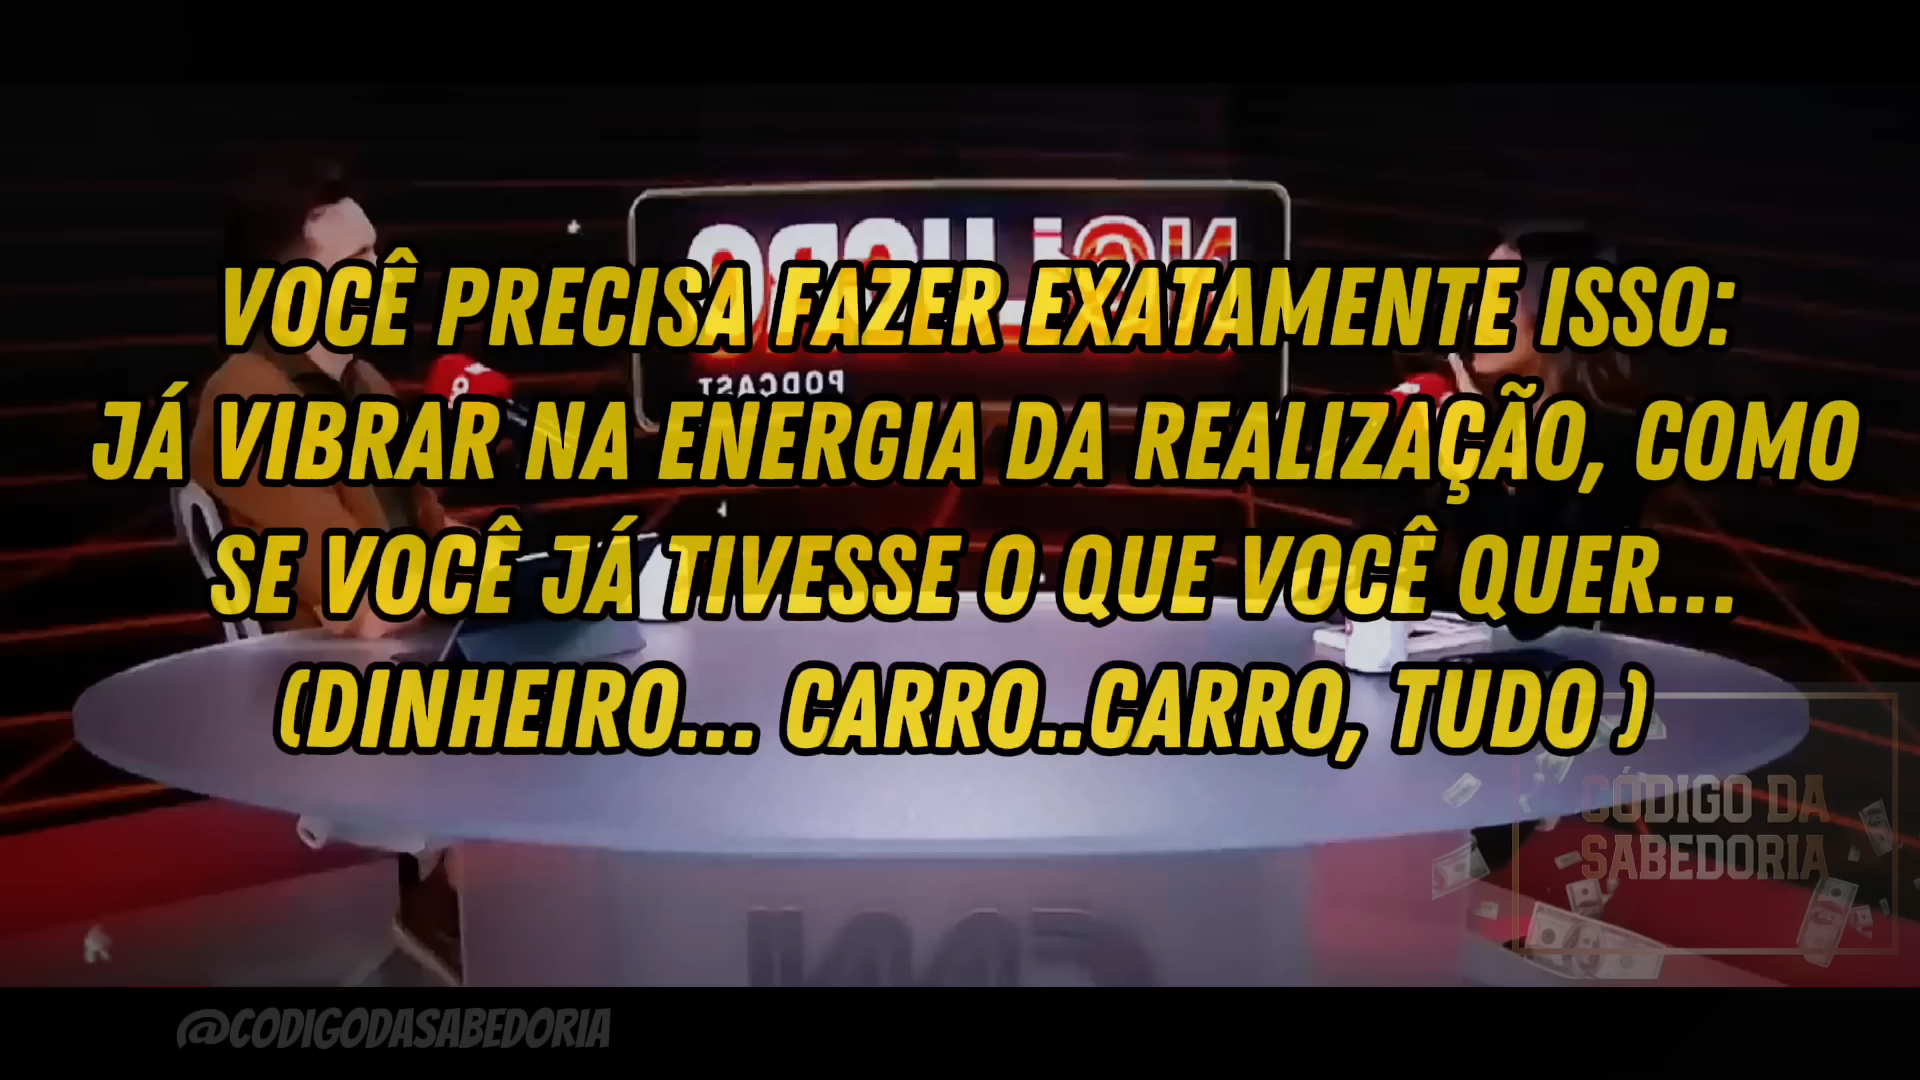 VOCÊ PRECISA FAZER EXATAMENTE ISSO:
JÁ VIBRAR NA ENERGIA DA REALIZAÇÃO, COMO
SE VOCÊ JÁ TIVESSE O QUE VOCÊ QUER...
(DINHEIRO... CARRO..CARRO, TUDO )
PODCAST
CÓDIGO DA
SABEDORIA
@CODIGODASABEDORIA